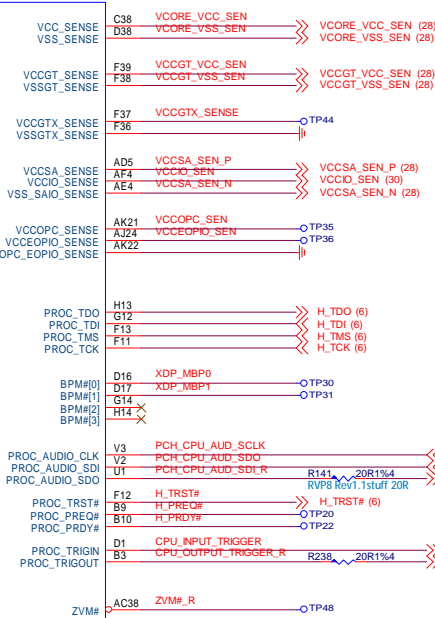 VCC_SENSE C38 VCORE_VCC_SEN VCORE_VCC_SEN (28)
VSS_SENSE D38 VCORE_VSS_SEN VCORE_VSS_SEN (28)
VCCGT_SENSE F39 VCCGT_VCC_SEN VCCGT_VCC_SEN (28)
VSSGT_SENSE F38 VCCGT_VSS_SEN VCCGT_VSS_SEN (28)
VCCGTX_SENSE F37 VCCGTX_SENSE TP44
VSSGTX_SENSE F36
VCCSA_SENSE AD5 VCCSA_SEN_P VCCSA_SEN_P (28)
VCCIO_SENSE AF4 VCCIO_SEN VCCIO_SEN (30)
VSS_SAIO_SENSE AE4 VCCSA_SEN_N VCCSA_SEN_N (28)
VCCOPC_SENSE AK21 VCCOPC_SEN TP35
VCCEOPIO_SENSE AJ24 VCCEOPIO_SEN TP36
OPC_EOPIO_SENSE AK22
PROC_TDO H13 H_TDO (6)
PROC_TDI G12 H_TDI (6)
PROC_TMS F13 H_TMS (6)
PROC_TCK F11 H_TCK (6)
BPM#[0] D16 XDP_MBP0 TP30
BPM#[1] D17 XDP_MBP1 TP31
BPM#[2] G14
BPM#[3] H14
PROC_AUDIO_CLK V3 PCH_CPU_AUD_SCLK
PROC_AUDIO_SDI V2 PCH_CPU_AUD_SDO
PROC_AUDIO_SDO U1 PCH_CPU_AUD_SDI_R R141 20R1%4
RVP8 Rev1.1stuff 20R
PROC_TRST# F12 H_TRST# H_TRST# (6)
PROC_PREQ# B9 H_PREQ# TP20
PROC_PRDY# B10 H_PRDY# TP22
PROC_TRIGIN D1 CPU_INPUT_TRIGGER
PROC_TRIGOUT B3 CPU_OUTPUT_TRIGGER_R R238 20R1%4
ZVM# AC38 ZVM#_R TP48